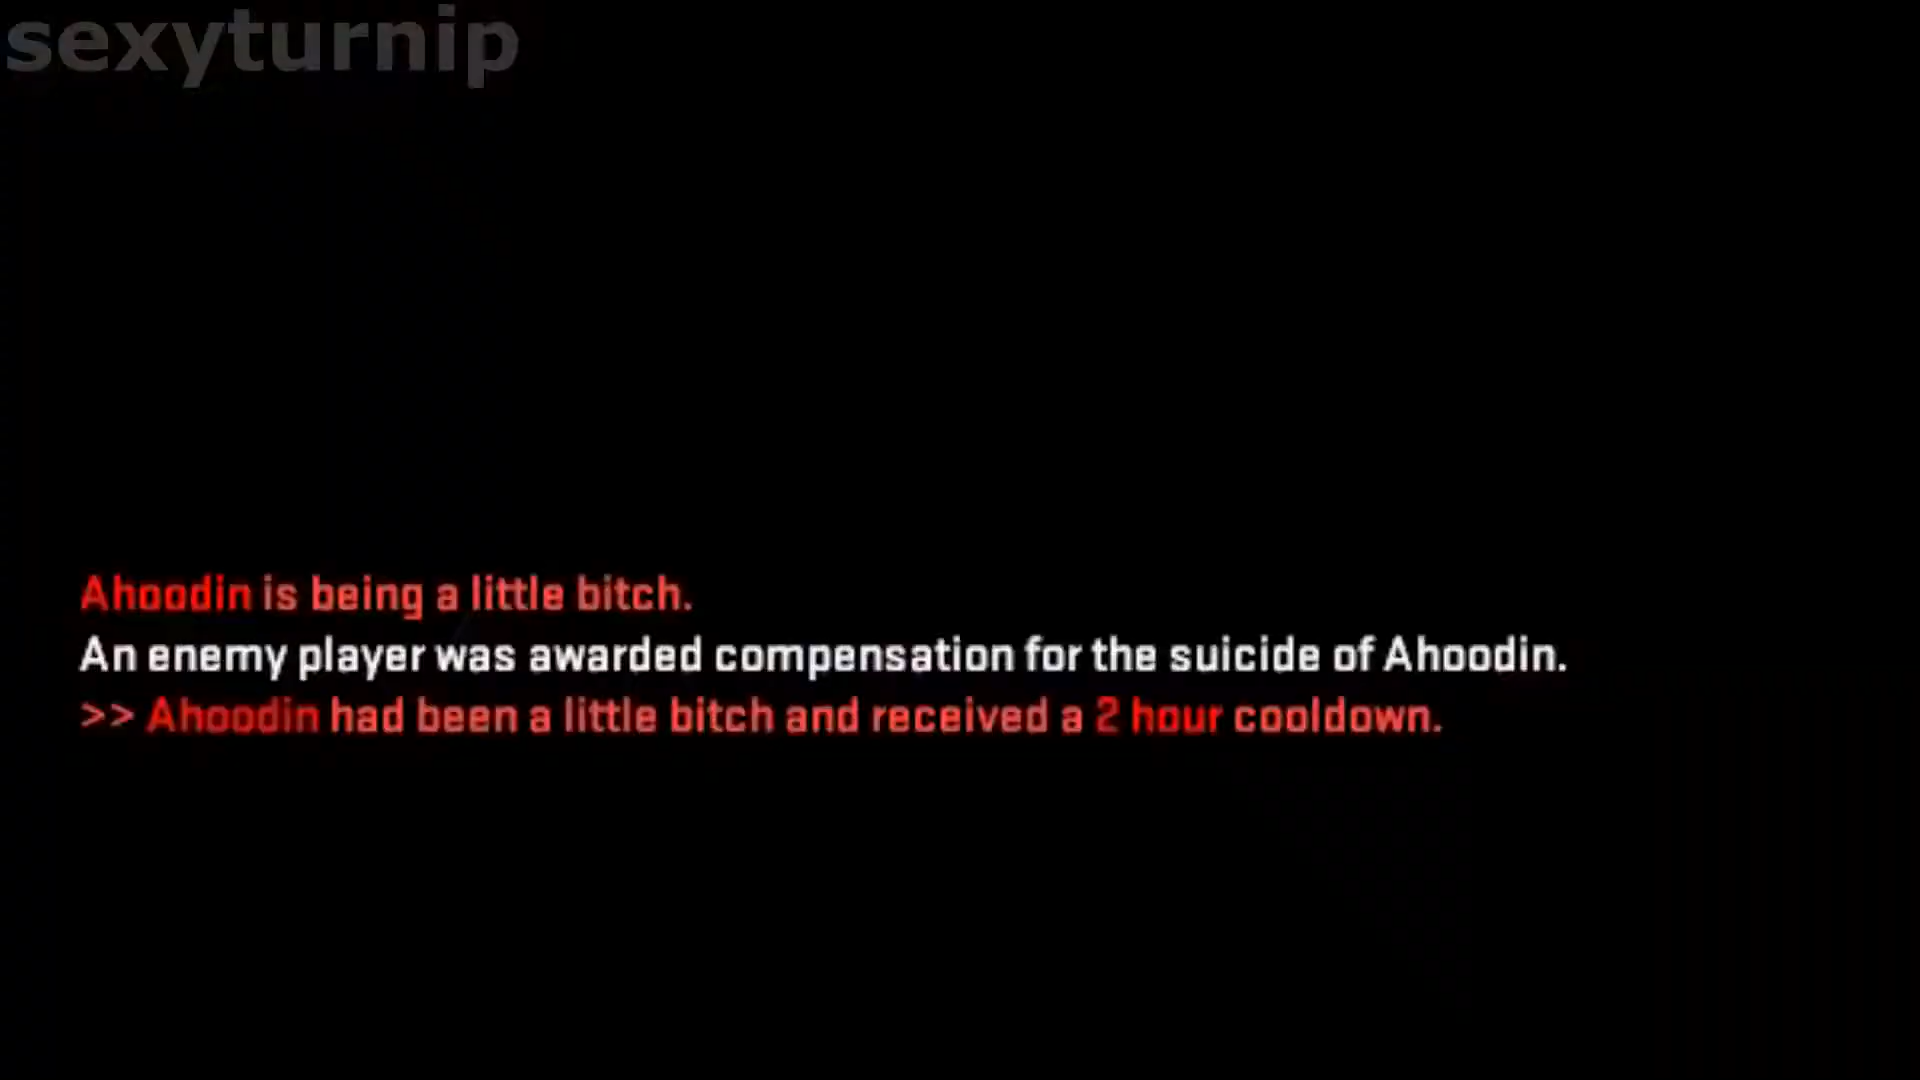 sexyturnip
Ahoodin is being a little bitch.
An enemy player was awarded compensation for the suicide of Ahoodin.
>> Ahoodin had been a little bitch and received a 2 hour cooldown.